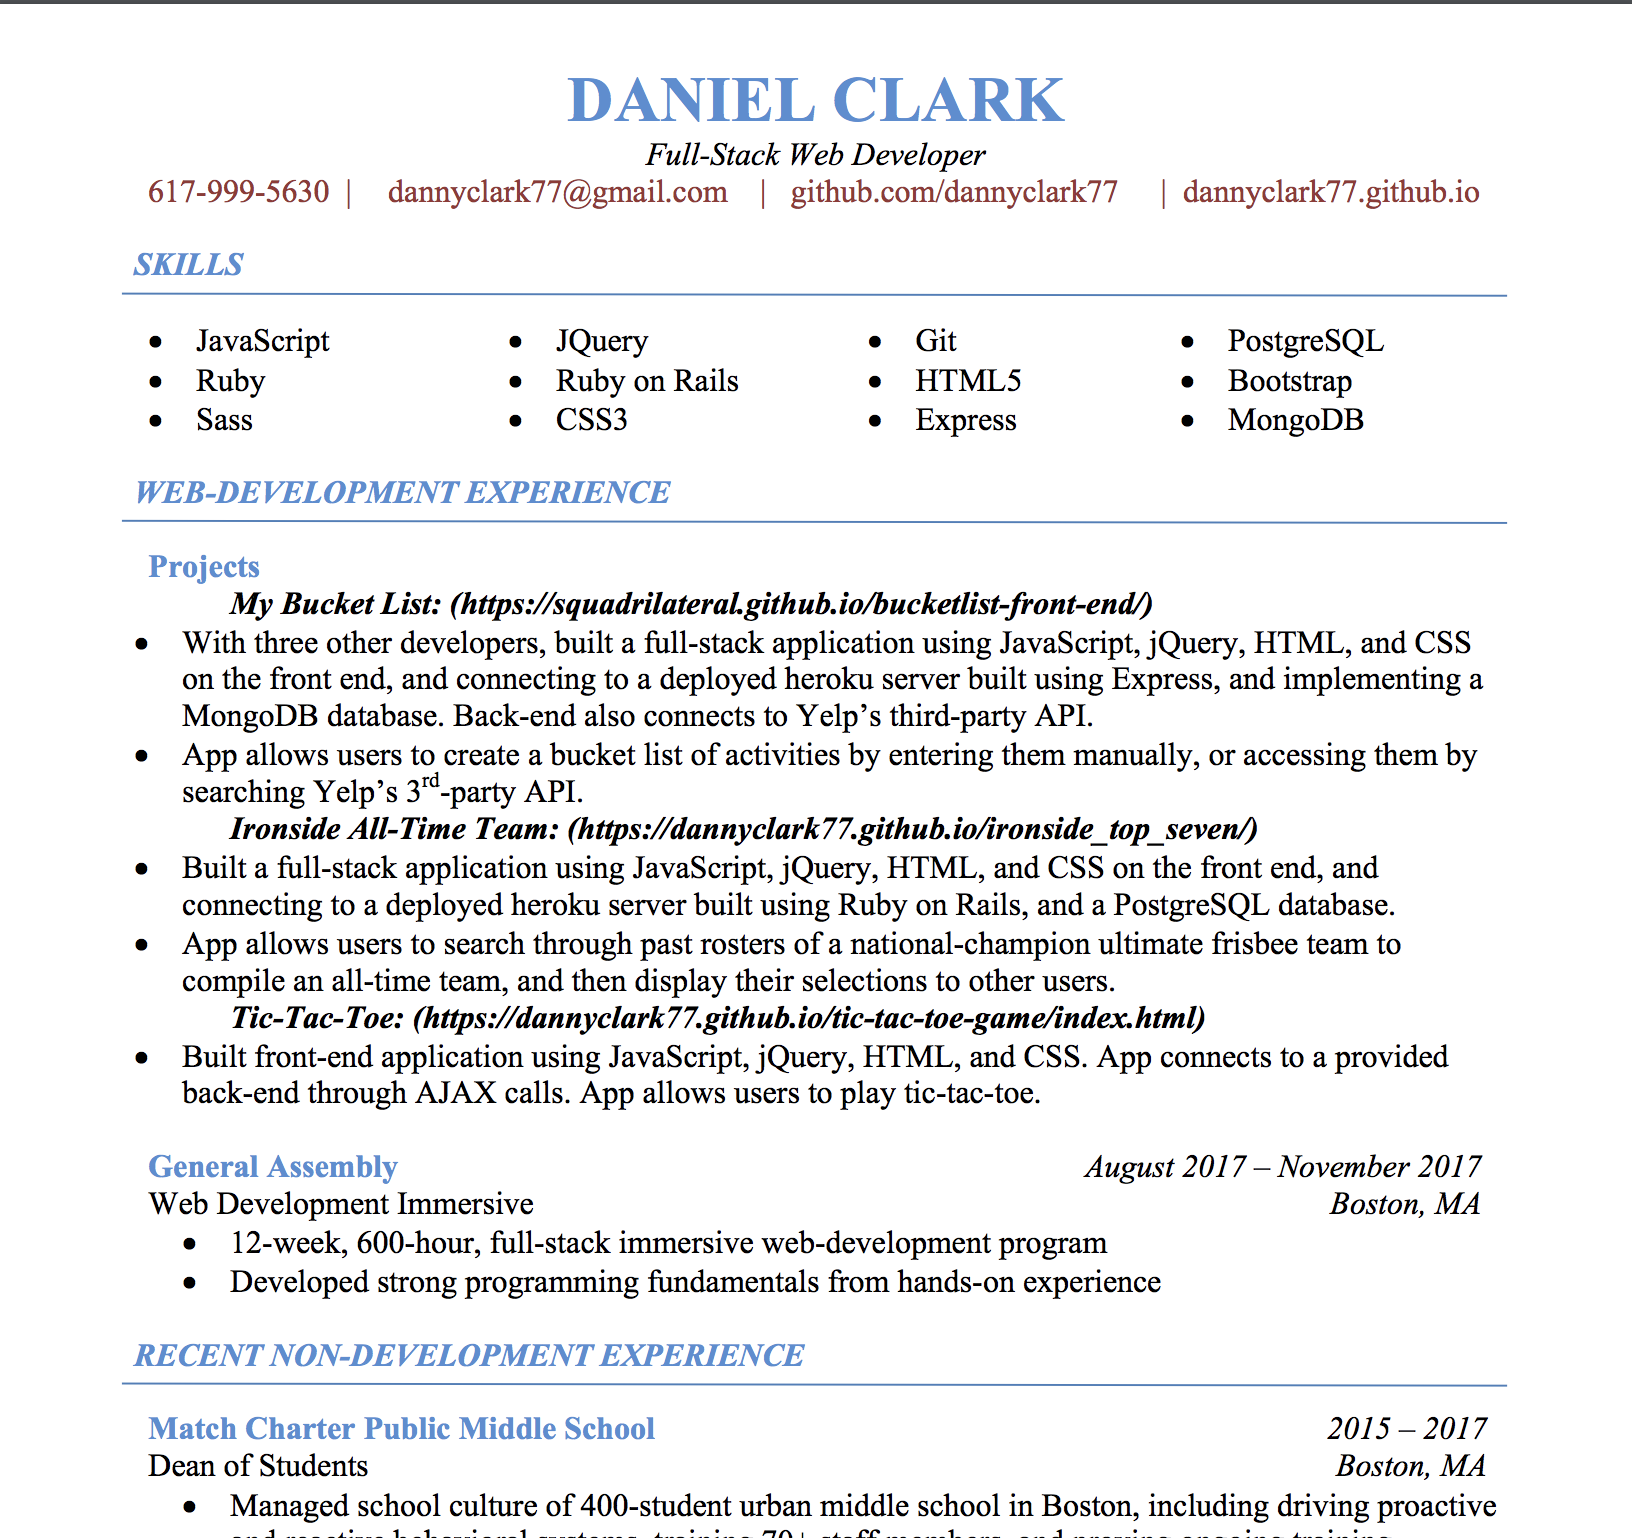 DANIEL CLARK
Full-Stack Web Developer
617-999-5630 | dannyclark77@gmail.com | github.com/dannyclark77 | dannyclark77.github.io
SKILLS
• JavaScript • JQuery • Git • PostgreSQL
• Ruby • Ruby on Rails • HTML5 • Bootstrap
• Sass • CSS3 • Express • MongoDB
WEB-DEVELOPMENT EXPERIENCE
Projects
My Bucket List: (https://squadrilateral.github.io/bucketlist-front-end/)
• With three other developers, built a full-stack application using JavaScript, jQuery, HTML, and CSS
on the front end, and connecting to a deployed heroku server built using Express, and implementing a
MongoDB database. Back-end also connects to Yelp’s third-party API.
• App allows users to create a bucket list of activities by entering them manually, or accessing them by
searching Yelp’s 3rd-party API.
Ironside All-Time Team: (https://dannyclark77.github.io/ironside_top_seven/)
• Built a full-stack application using JavaScript, jQuery, HTML, and CSS on the front end, and
connecting to a deployed heroku server built using Ruby on Rails, and a PostgreSQL database.
• App allows users to search through past rosters of a national-champion ultimate frisbee team to
compile an all-time team, and then display their selections to other users.
Tic-Tac-Toe: (https://dannyclark77.github.io/tic-tac-toe-game/index.html)
• Built front-end application using JavaScript, jQuery, HTML, and CSS. App connects to a provided
back-end through AJAX calls. App allows users to play tic-tac-toe.
General Assembly August 2017 – November 2017
Web Development Immersive Boston, MA
• 12-week, 600-hour, full-stack immersive web-development program
• Developed strong programming fundamentals from hands-on experience
RECENT NON-DEVELOPMENT EXPERIENCE
Match Charter Public Middle School 2015 – 2017
Dean of Students Boston, MA
• Managed school culture of 400-student urban middle school in Boston, including driving proactive
and reactive behavioral systems, training 70+ staff members, and